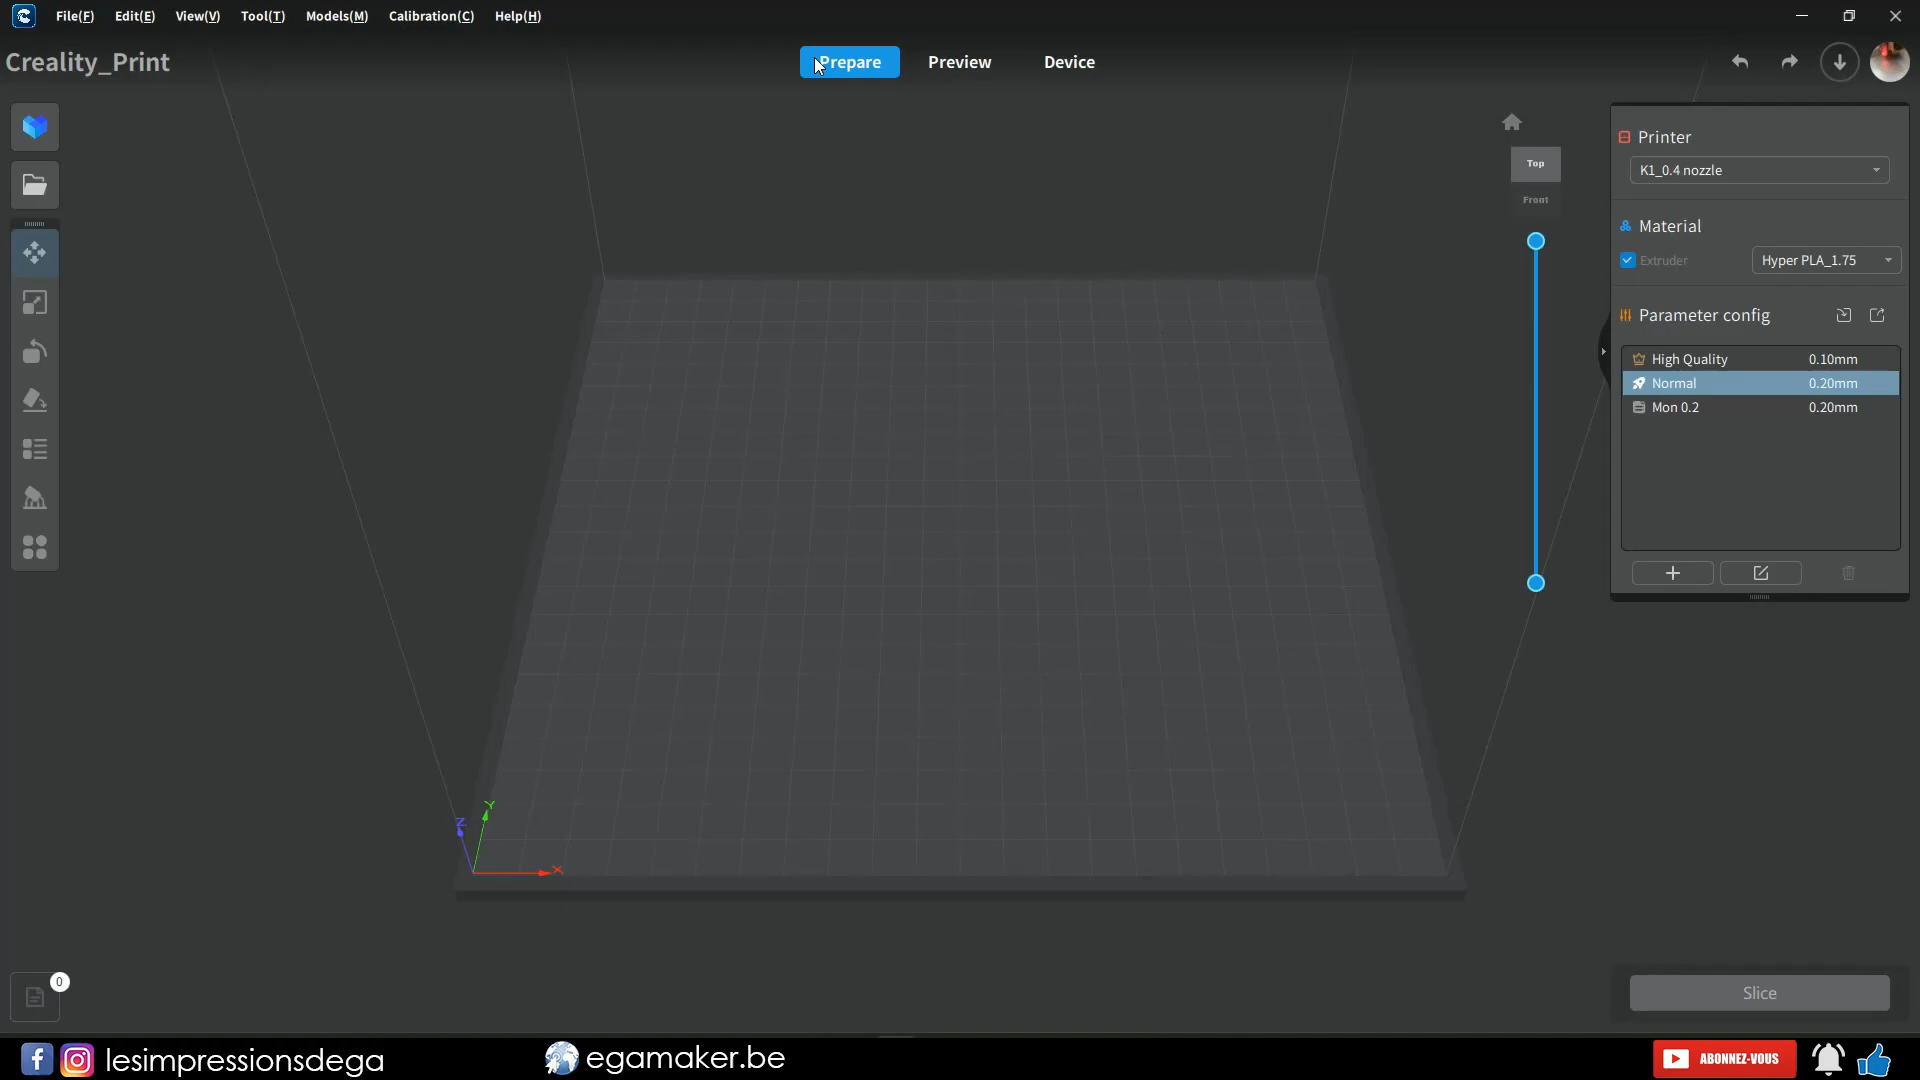 File(F) Edit(E) View(V) Tool(T) Models(M) Calibration(C) Help(H)
Creality_Print
Prepare Preview Device
Top
Front
Printer
K1_0.4 nozzle
Material
Extruder Hyper PLA_1.75
Parameter config
High Quality 0.10mm
Normal 0.20mm
Mon 0.2 0.20mm
Z Y X
0
Slice
lesimpressionsdega egamaker.be ABONNEZ-VOUS